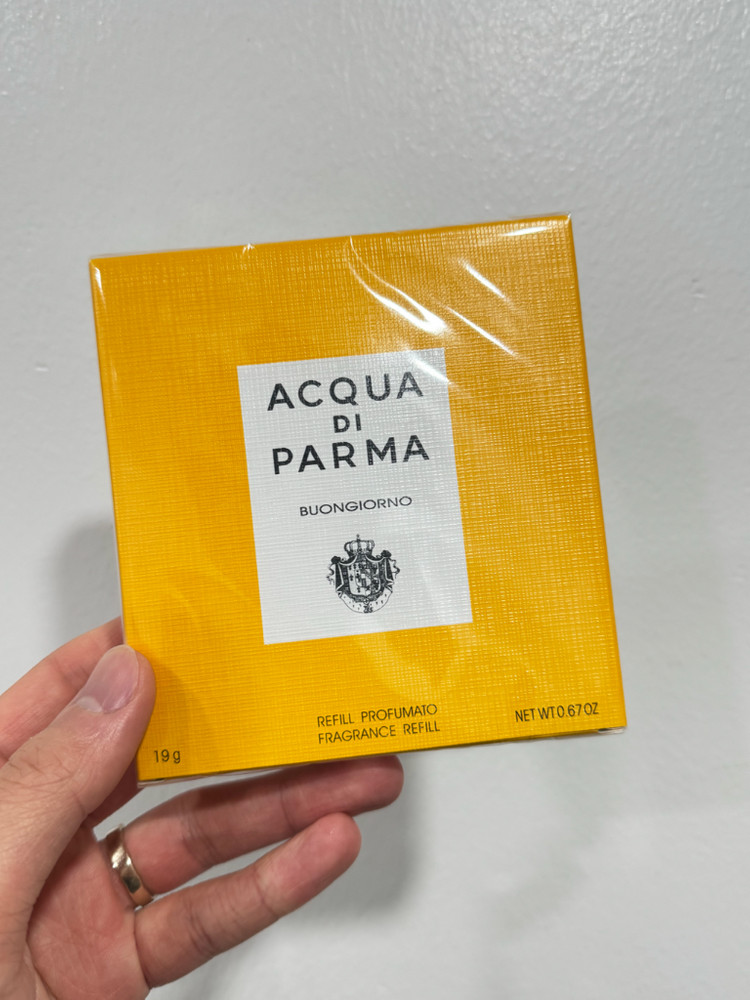 ACQUA
DI
PARMA
BUONGIORNO
REFILL PROFUMATO
FRAGRANCE REFILL
NET WT 0.67 OZ
19 g